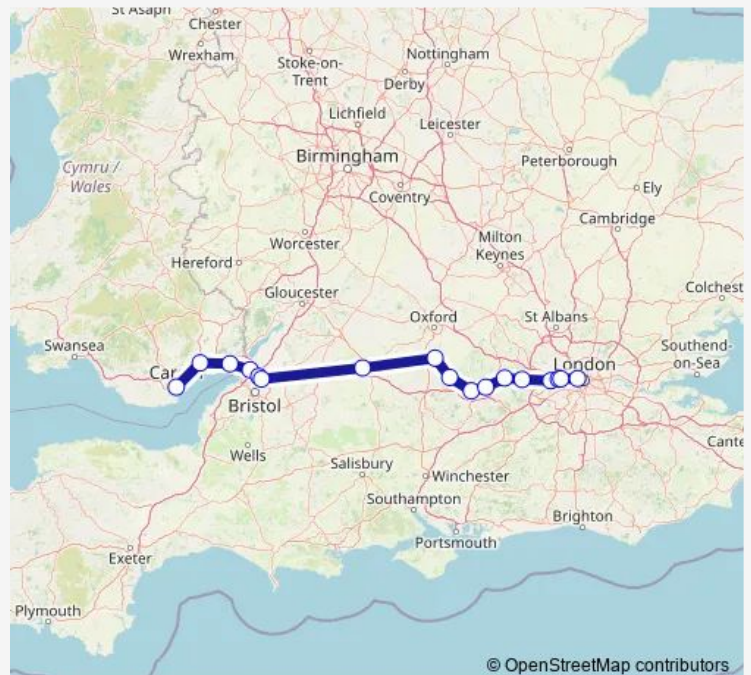 St Asaph
Chester
Wrexham
Stoke-on-
Trent
Nottingham
Derby
Lichfield
Leicester
Birmingham
Peterborough
Cymru /
Wales
Coventry
Ely
Cambridge
Worcester
Milton
Keynes
Hereford
Gloucester
Colchest
Oxford
St Albans
Swansea
Southend-
on-Sea
London
Car
Bristol
Cante
Wells
Salisbury
Winchester
Southampton
Brighton
Portsmouth
Exeter
Plymouth
© OpenStreetMap contributors